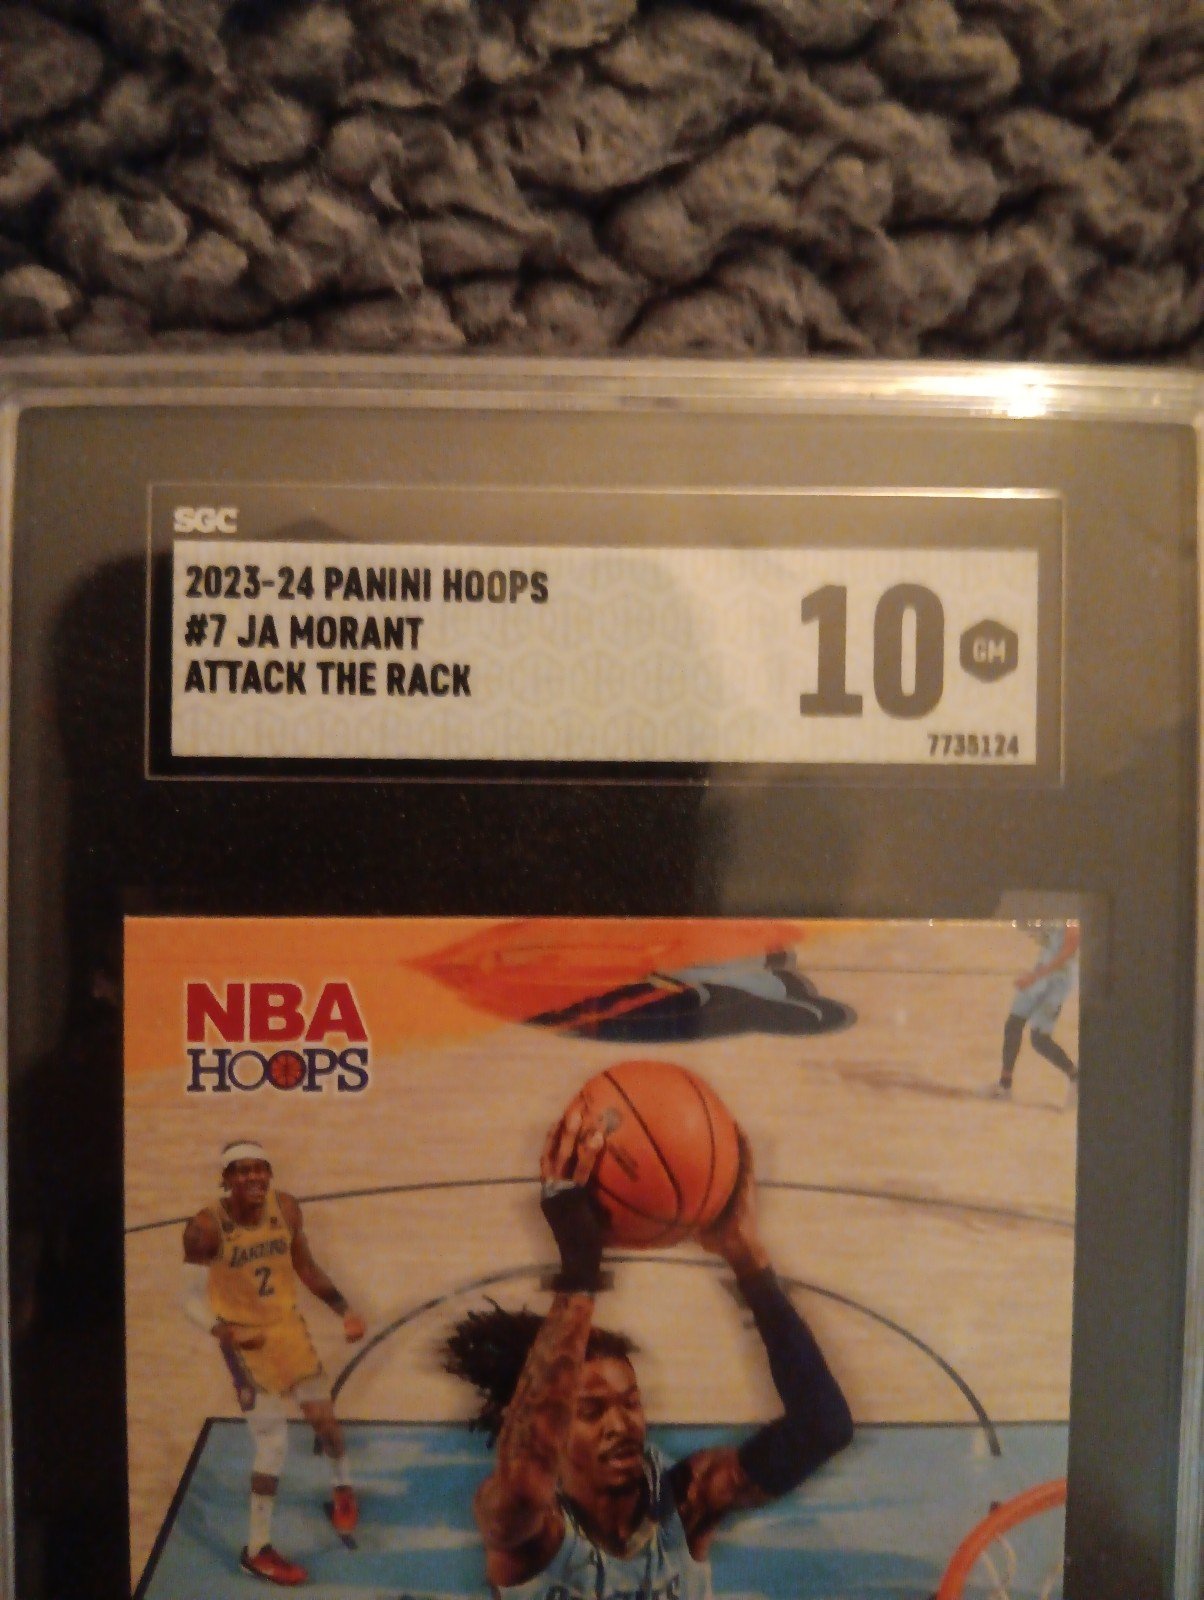 SGC
2023-24 PANINI HOOPS
#7 JA MORANT
ATTACK THE RACK
10
GM
7735124
NBA
HOOPS
LAKERS
2